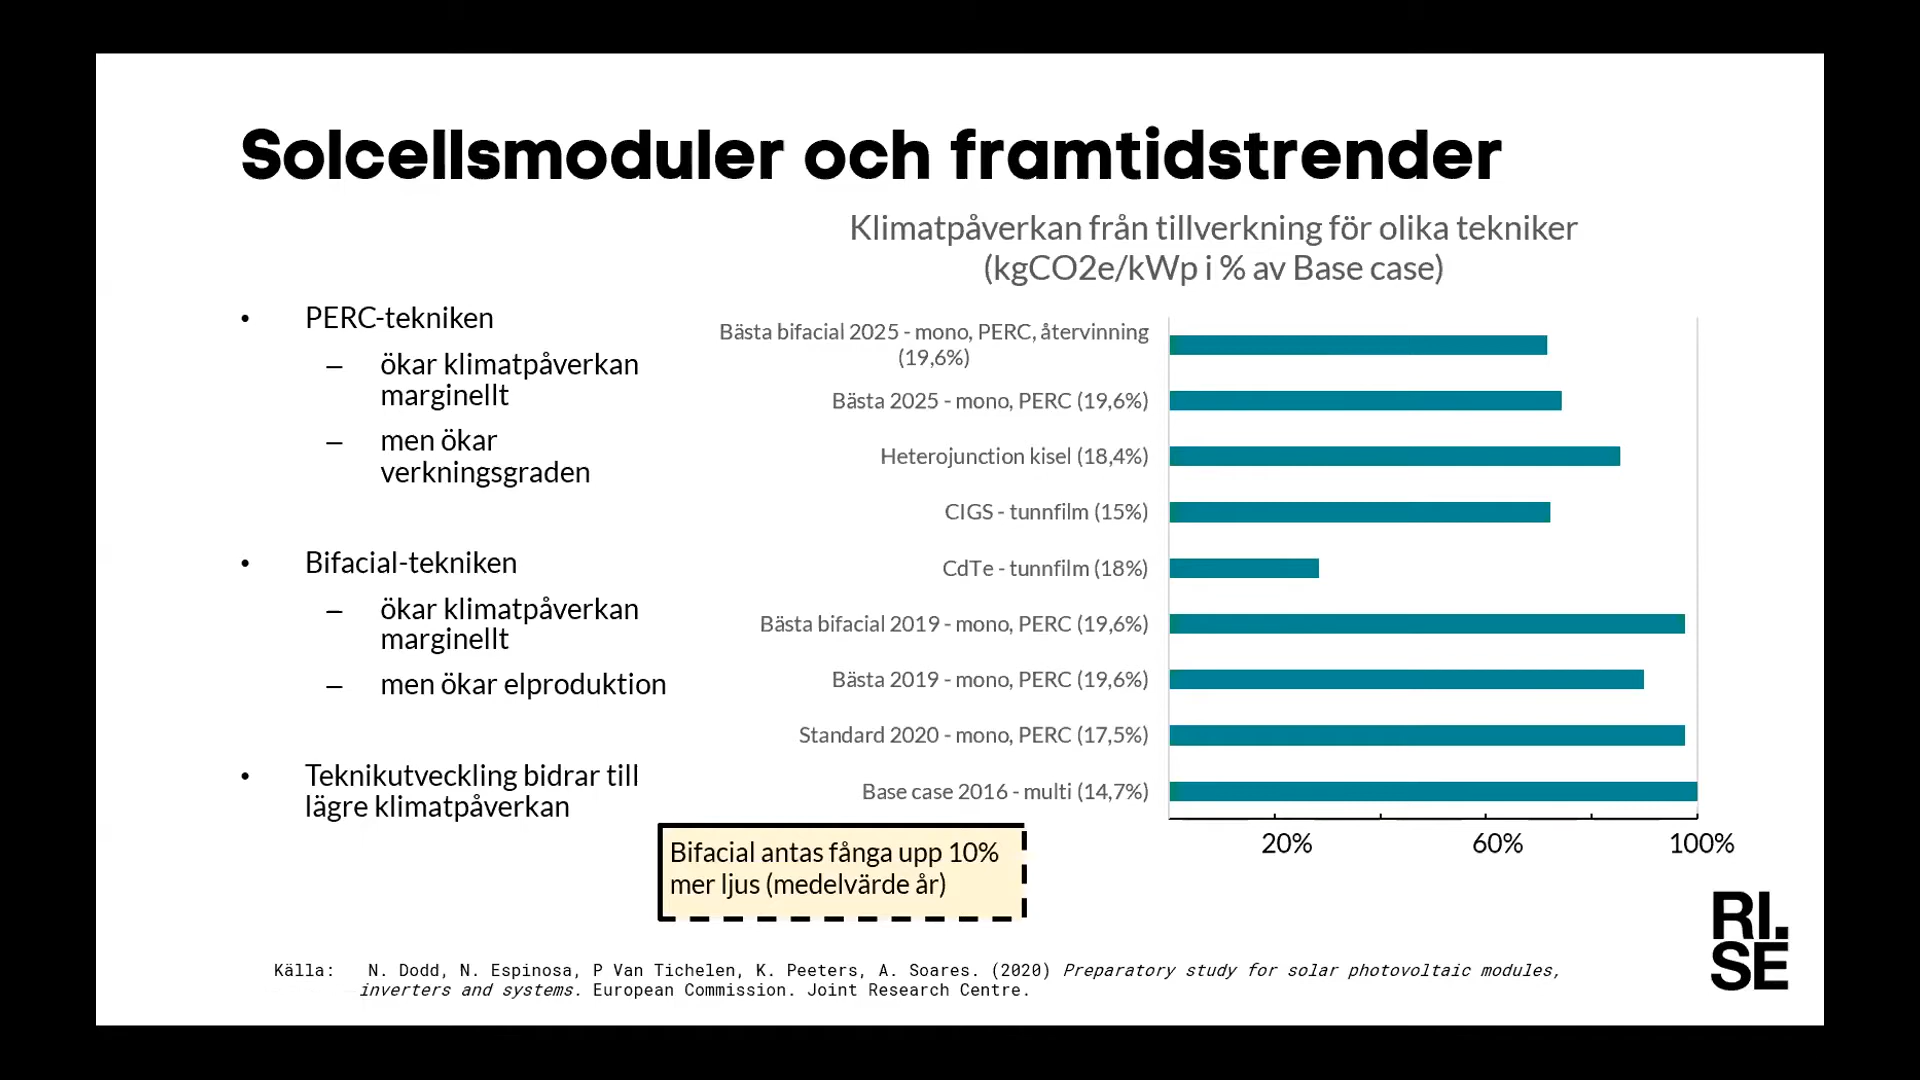 Solcellsmoduler och framtidstrender
Klimatpåverkan från tillverkning för olika tekniker
(kgCO2e/kWp i % av Base case)
• PERC-tekniken
– ökar klimatpåverkan
marginellt
– men ökar
verkningsgraden
• Bifacial-tekniken
– ökar klimatpåverkan
marginellt
– men ökar elproduktion
• Teknikutveckling bidrar till
lägre klimatpåverkan
Bästa bifacial 2025 - mono, PERC, återvinning
(19,6%)
Bästa 2025 - mono, PERC (19,6%)
Heterojunction kisel (18,4%)
CIGS - tunnfilm (15%)
CdTe - tunnfilm (18%)
Bästa bifacial 2019 - mono, PERC (19,6%)
Bästa 2019 - mono, PERC (19,6%)
Standard 2020 - mono, PERC (17,5%)
Base case 2016 - multi (14,7%)
20% 60% 100%
Bifacial antas fånga upp 10%
mer ljus (medelvärde år)
RI.
SE
Källa: N. Dodd, N. Espinosa, P Van Tichelen, K. Peeters, A. Soares. (2020) Preparatory study for solar photovoltaic modules,
inverters and systems. European Commission. Joint Research Centre.